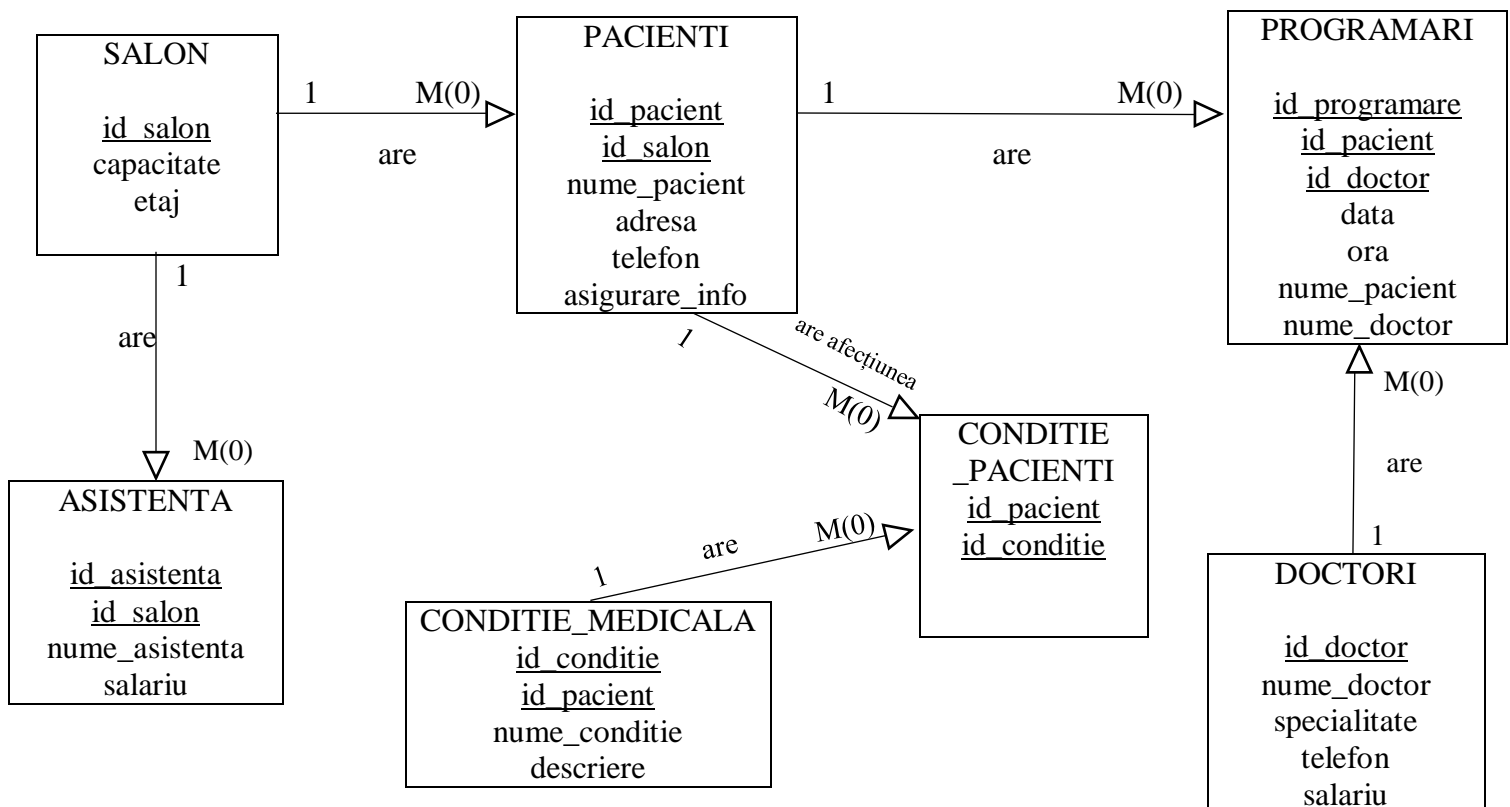 SALON
id_salon
capacitate
etaj
1
M(0)
are
PACIENTI
id_pacient
id_salon
nume_pacient
adresa
telefon
asigurare_info
1
M(0)
are
PROGRAMARI
id_programare
id_pacient
id_doctor
data
ora
nume_pacient
nume_doctor
1
are
M(0)
ASISTENTA
id_asistenta
id_salon
nume_asistenta
salariu
1
are afecțiunea
M(0)
CONDITIE
_PACIENTI
id_pacient
id_conditie
1
are
M(0)
CONDITIE_MEDICALA
id_conditie
id_pacient
nume_conditie
descriere
M(0)
are
1
DOCTORI
id_doctor
nume_doctor
specialitate
telefon
salariu